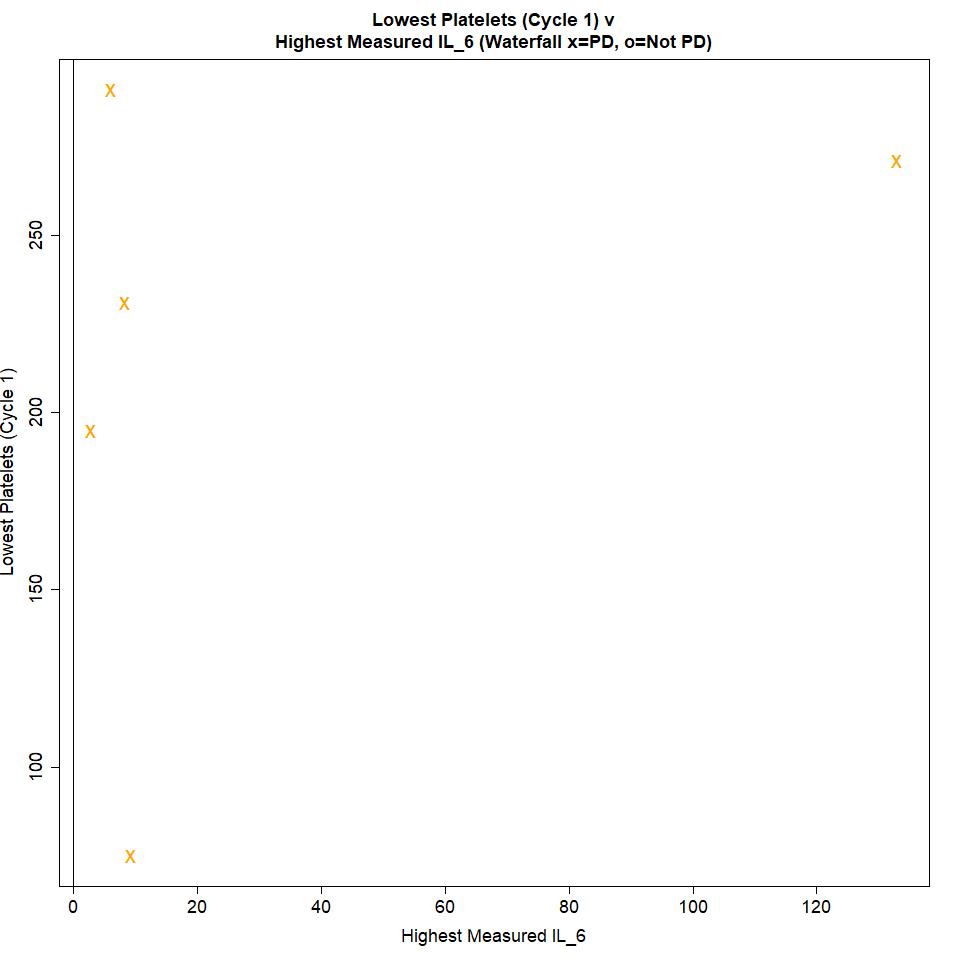 Lowest Platelets (Cycle 1) v
Highest Measured IL_6 (Waterfall x=PD, o=Not PD)
Lowest Platelets (Cycle 1)
250
200
150
100
X
X
X
X
X
0 20 40 60 80 100 120
Highest Measured IL_6